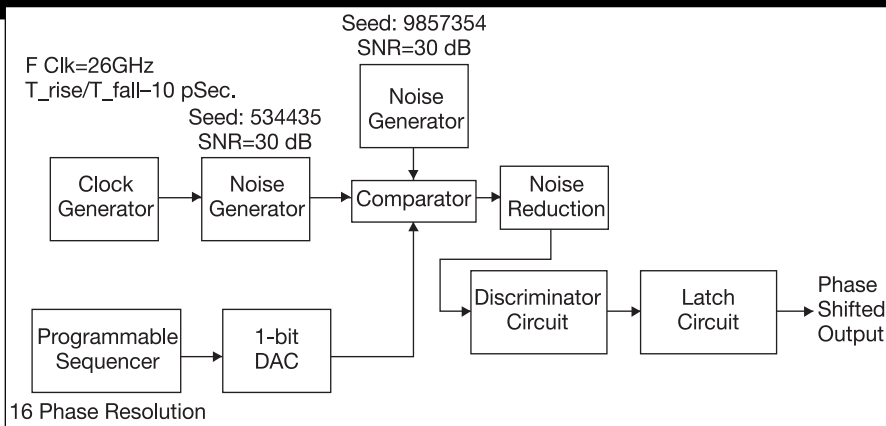 Seed: 9857354
SNR=30 dB
F Clk=26GHz
T_rise/T_fall–10 pSec.
Noise
Generator
Seed: 534435
SNR=30 dB
Clock
Generator
Noise
Generator
Comparator
Noise
Reduction
Discriminator
Circuit
Latch
Circuit
Phase
Shifted
Output
Programmable
Sequencer
1-bit
DAC
16 Phase Resolution